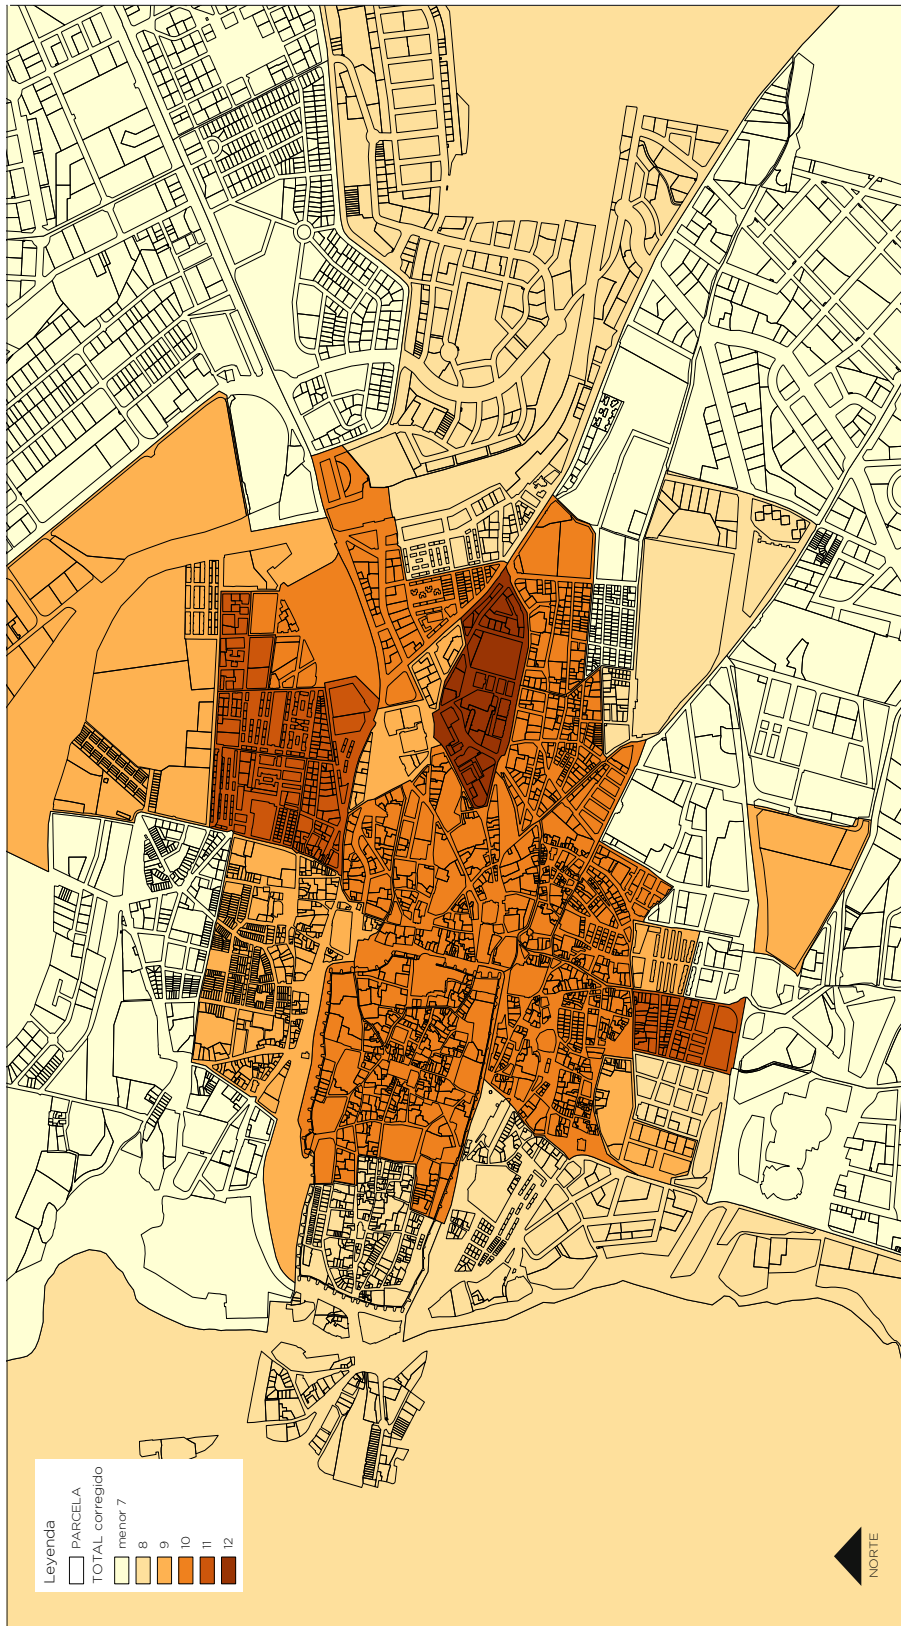 Leyenda
PARCELA
TOTAL corregido
menor 7
8
9
10
11
12
NORTE